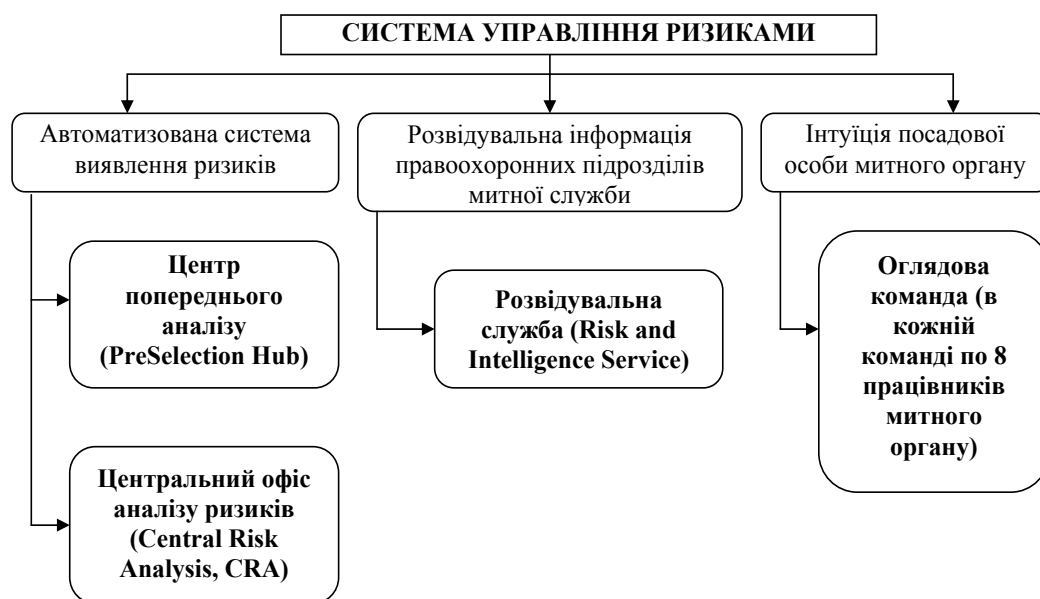 СИСТЕМА УПРАВЛІННЯ РИЗИКАМИ
Автоматизована система
виявлення ризиків
Розвідувальна інформація
правоохоронних підрозділів
митної служби
Інтуїція посадової
особи митного органу
Центр
попереднього
аналізу
(PreSelection Hub)
Розвідувальна
служба (Risk and
Intelligence Service)
Оглядова
команда (в
кожній
команді по 8
працівників
митного
органу)
Центральний офіс
аналізу ризиків
(Central Risk
Analysis, CRA)